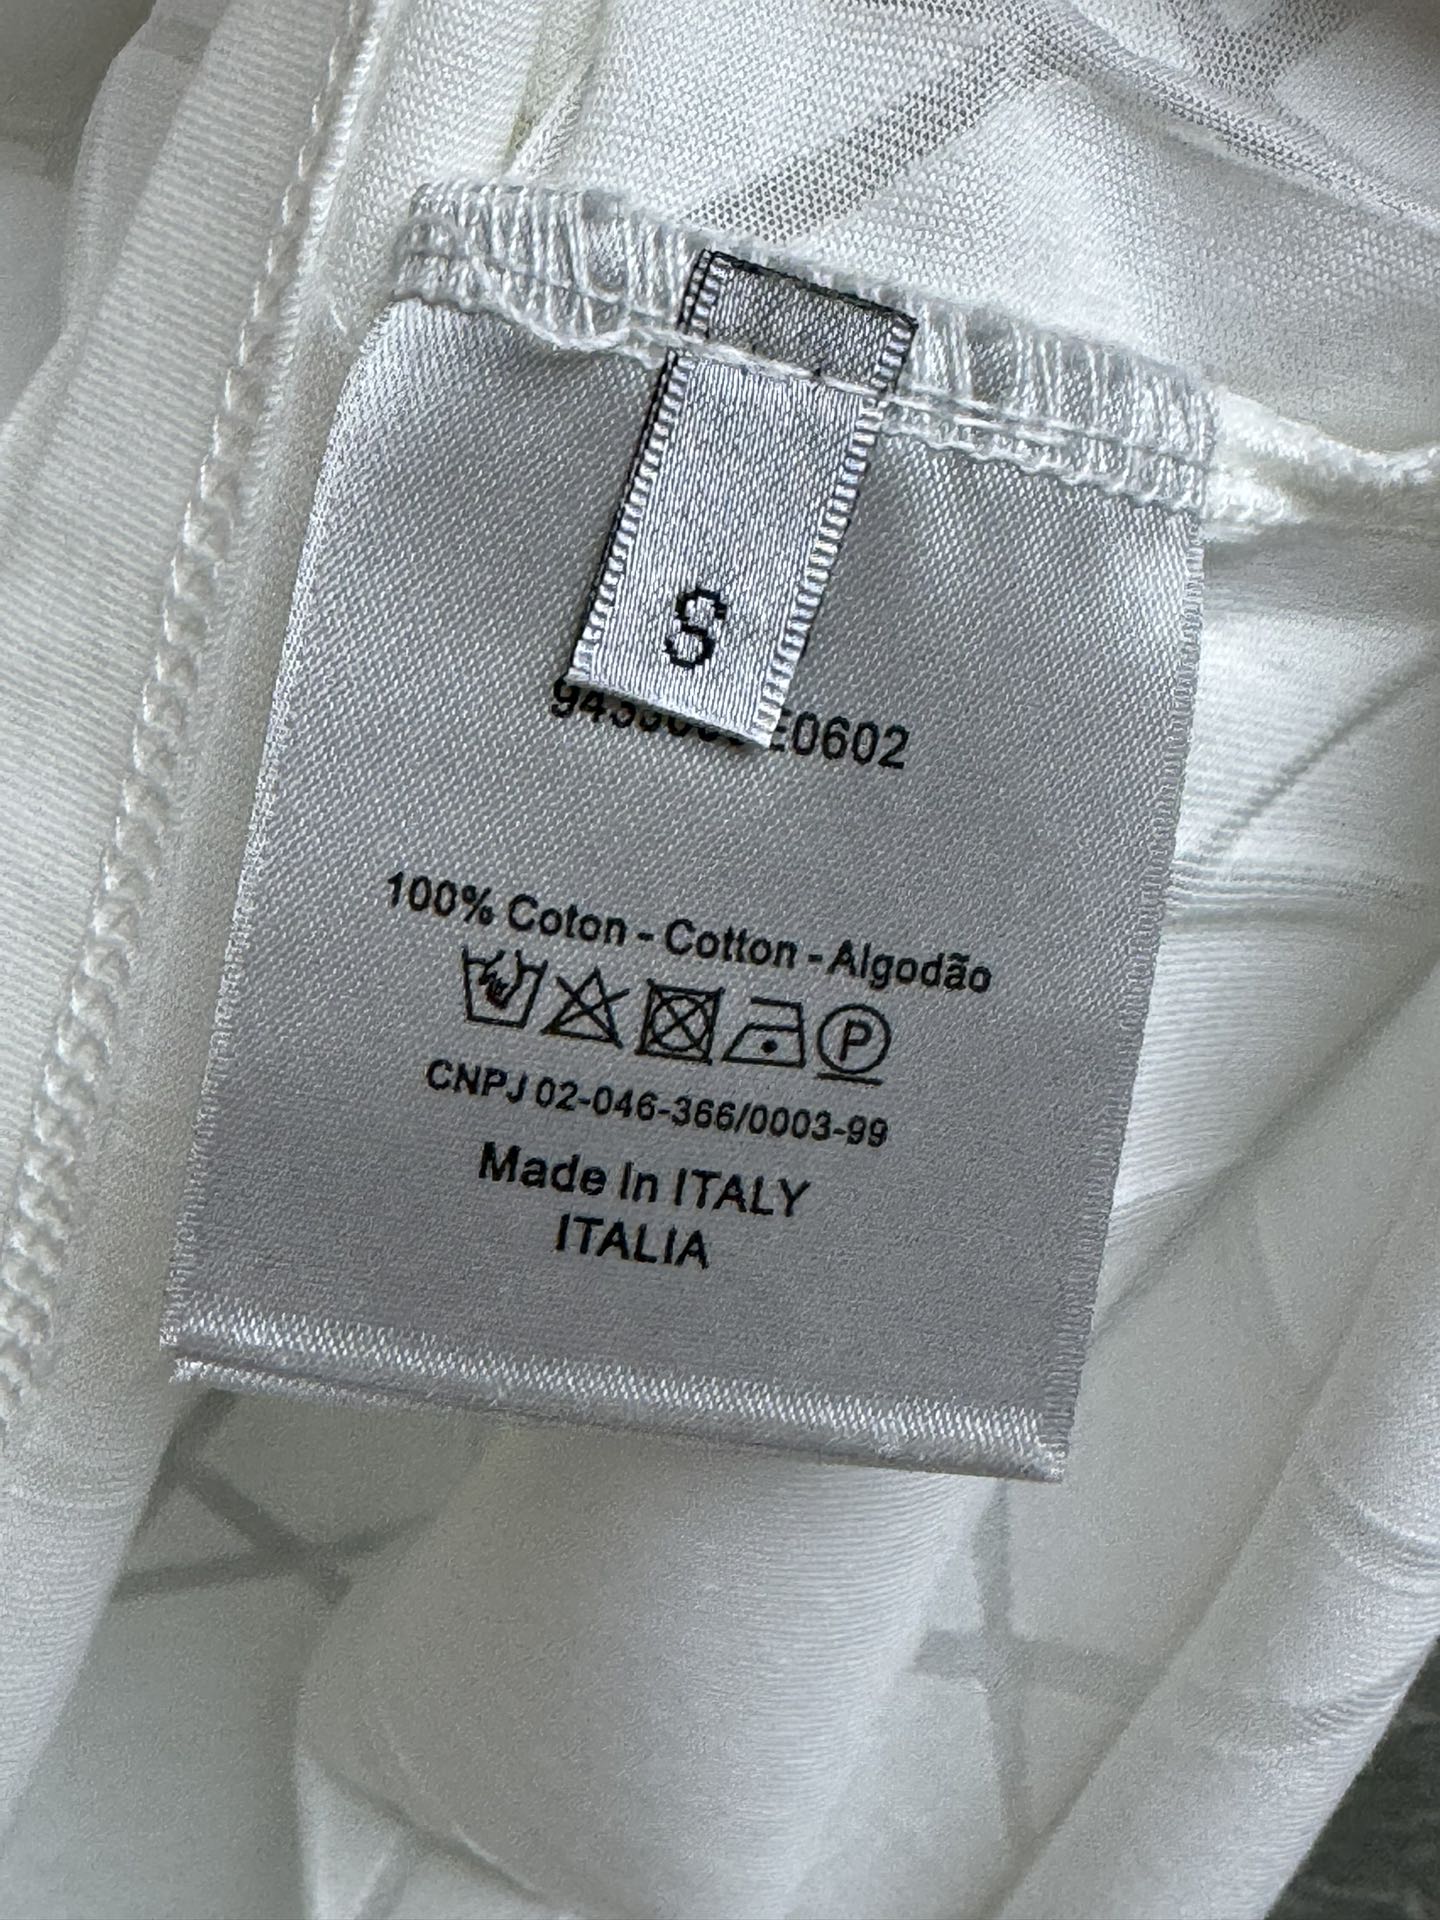 S
E0602
100% Coton - Cotton - Algodão
P
CNPJ 02-046-366/0003-99
Made In ITALY
ITALIA